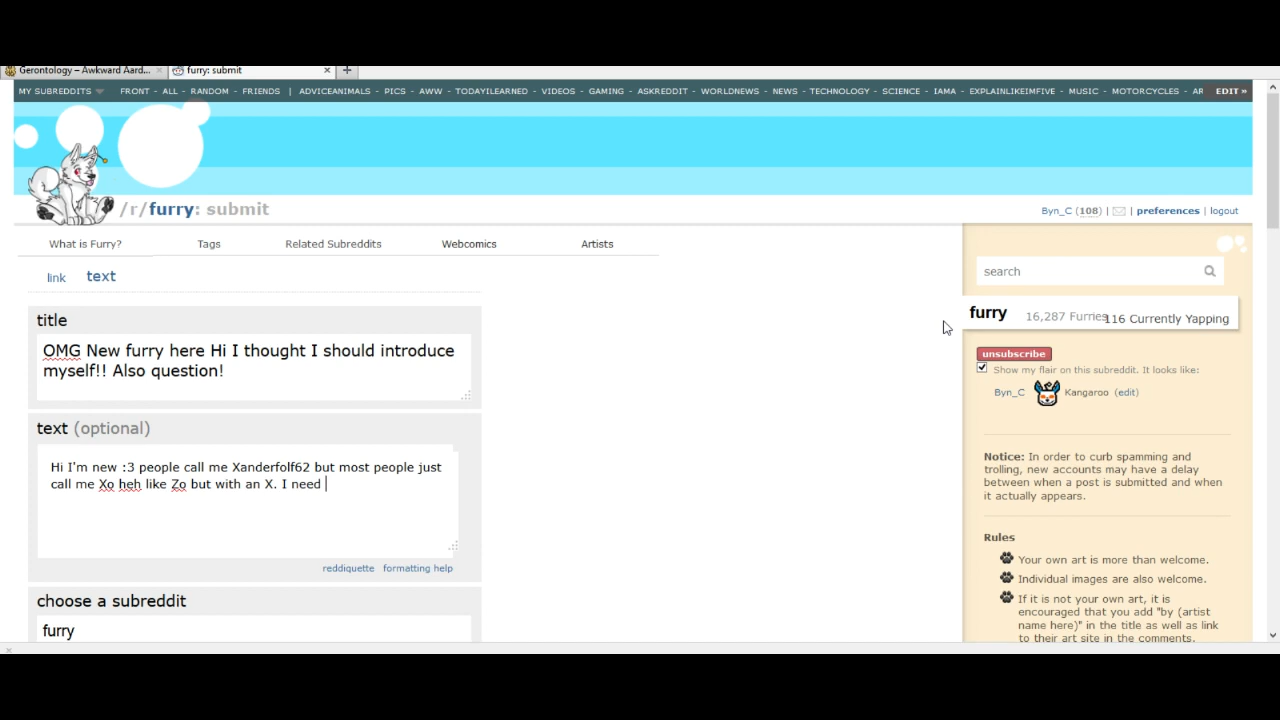 Gerontology – Awkward Aard...
furry: submit
MY SUBREDDITS FRONT - ALL - RANDOM - FRIENDS | ADVICEANIMALS - PICS - AWW - TODAYILEARNED - VIDEOS - GAMING - ASKREDDIT - WORLDNEWS - NEWS - TECHNOLOGY - SCIENCE - IAMA - EXPLAINLIKEIMFIVE - MUSIC - MOTORCYCLES - AR EDIT »
/r/furry: submit
Byn_C (108) | | preferences | logout
What is Furry? Tags Related Subreddits Webcomics Artists
link text
title
OMG New furry here Hi I thought I should introduce
myself!! Also question!
text (optional)
Hi I'm new :3 people call me Xanderfolf62 but most people just
call me Xo heh like Zo but with an X. I need
reddiquette formatting help
choose a subreddit
furry
search
furry 16,287 Furries 116 Currently Yapping
unsubscribe
Show my flair on this subreddit. It looks like:
Byn_C Kangaroo (edit)
Notice: In order to curb spamming and
trolling, new accounts may have a delay
between when a post is submitted and when
it actually appears.
Rules
Your own art is more than welcome.
Individual images are also welcome.
If it is not your own art, it is
encouraged that you add "by (artist
name here)" in the title as well as link
to their art site in the comments.